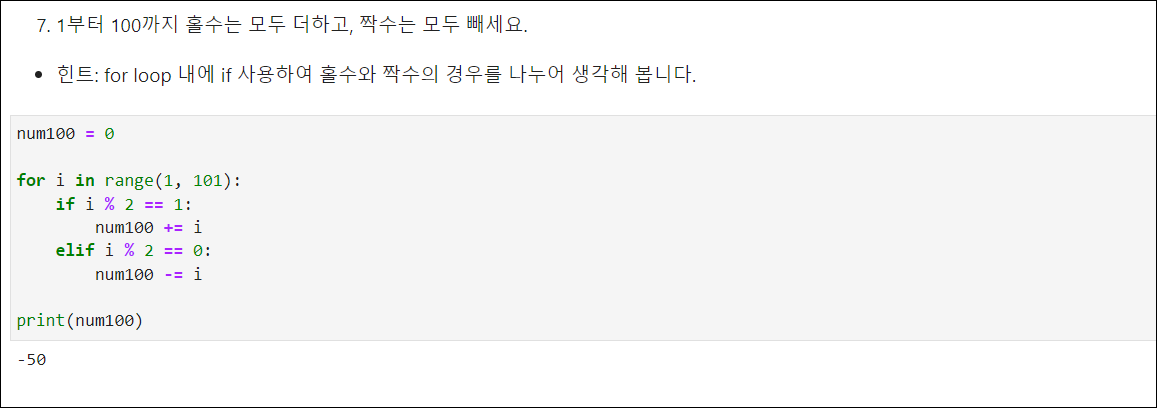 7. 1부터 100까지 홀수는 모두 더하고, 짝수는 모두 빼세요.
• 힌트: for loop 내에 if 사용하여 홀수와 짝수의 경우를 나누어 생각해 봅니다.
num100 = 0
for i in range(1, 101):
    if i % 2 == 1:
        num100 += i
    elif i % 2 == 0:
        num100 -= i
print(num100)
-50